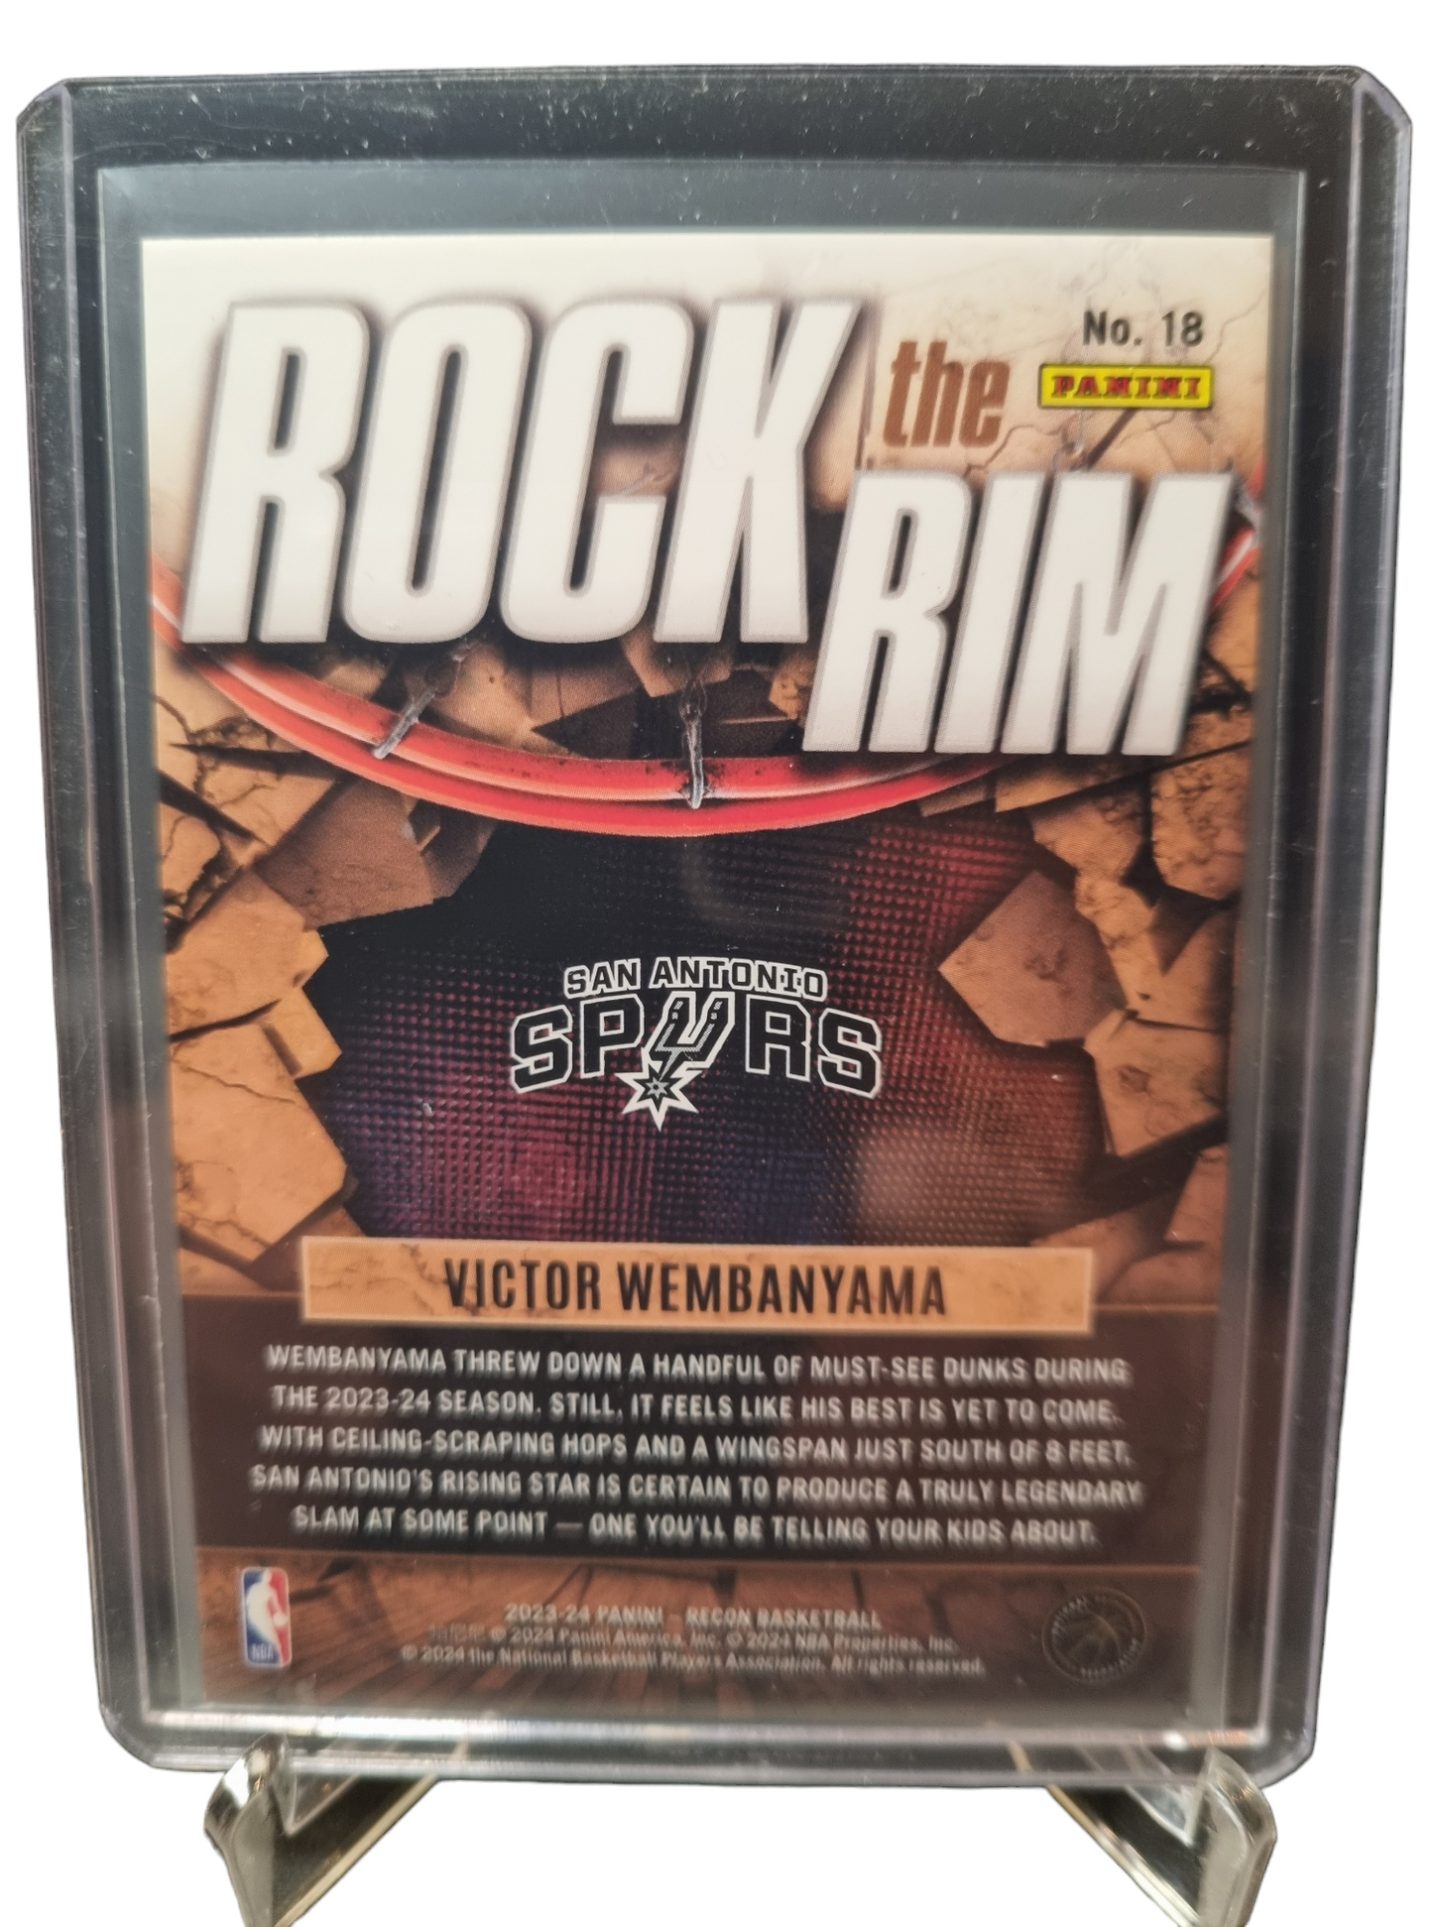 No. 18
ROCK the
PANINI
RIM
SAN ANTONIO
SPURS
VICTOR WEMBANYAMA
WEMBANYAMA THREW DOWN A HANDFUL OF MUST-SEE DUNKS DURING
THE 2023-24 SEASON. STILL, IT FEELS LIKE HIS BEST IS YET TO COME.
WITH CEILING-SCRAPING HOPS AND A WINGSPAN JUST SOUTH OF 8 FEET,
SAN ANTONIO'S RISING STAR IS CERTAIN TO PRODUCE A TRULY LEGENDARY
SLAM AT SOME POINT — ONE YOU'LL BE TELLING YOUR KIDS ABOUT.
NBA
2023-24 PANINI – RECON BASKETBALL
© 2024 Panini America, Inc. © 2024 NBA Properties, Inc.
© 2024 the National Basketball Players Association. All rights reserved.